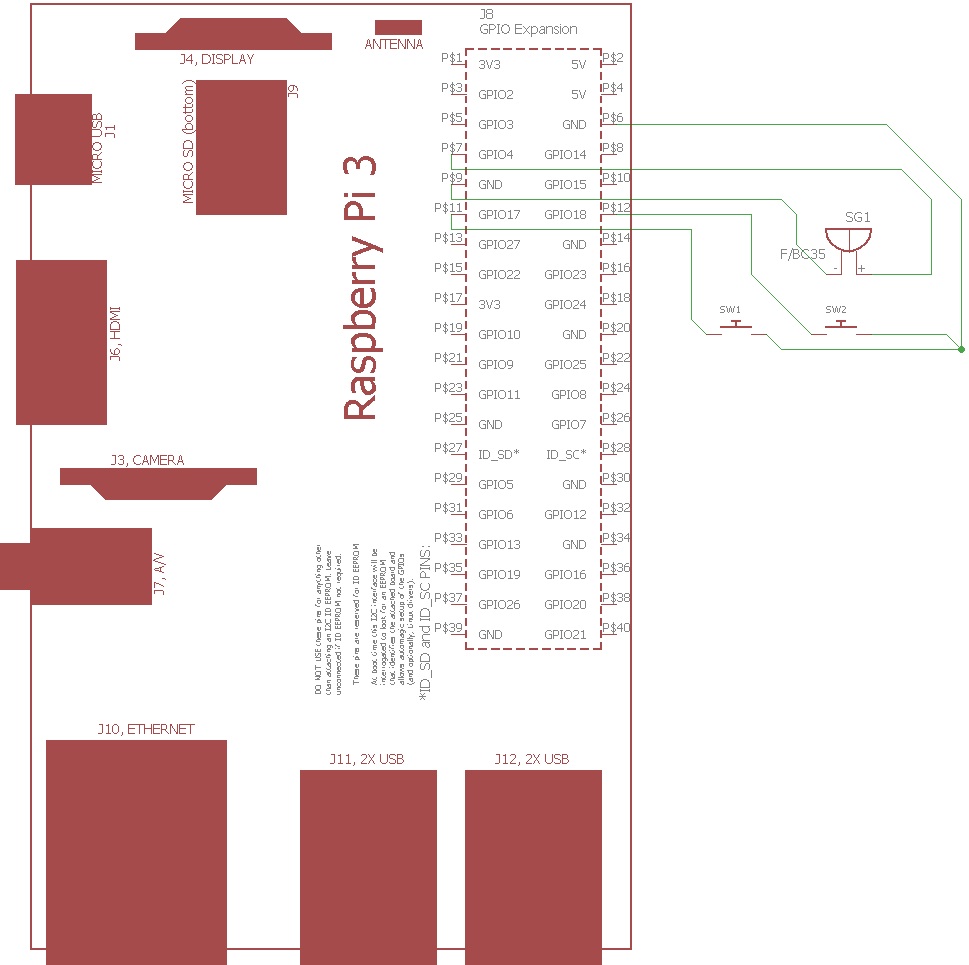 J8
GPIO Expansion
ANTENNA
J4, DISPLAY
J9
MICRO SD (bottom)
J1
MICRO USB
Raspberry Pi 3
J6, HDMI
J3, CAMERA
J7, A/V
P$1 3V3 5V P$2
P$3 GPIO2 5V P$4
P$5 GPIO3 GND P$6
P$7 GPIO4 GPIO14 P$8
P$9 GND GPIO15 P$10
P$11 GPIO17 GPIO18 P$12
P$13 GPIO27 GND P$14
P$15 GPIO22 GPIO23 P$16
P$17 3V3 GPIO24 P$18
P$19 GPIO10 GND P$20
P$21 GPIO9 GPIO25 P$22
P$23 GPIO11 GPIO8 P$24
P$25 GND GPIO7 P$26
P$27 ID_SD* ID_SC* P$28
P$29 GPIO5 GND P$30
P$31 GPIO6 GPIO12 P$32
P$33 GPIO13 GND P$34
P$35 GPIO19 GPIO16 P$36
P$37 GPIO26 GPIO20 P$38
P$39 GND GPIO21 P$40
SG1
F/BC35
- +
SW1
SW2
*ID_SD and ID_SC PINS:
These pins are reserved for ID EEPROM
At boot time this I2C interface will be
interrogated to look for an EEPROM
that identifies the attached board and
allows automagic setup of the GPIOs
(and optionally, Linux drivers).
DO NOT USE these pins for anything other
than attaching an I2C ID EEPROM. Leave
unconnected if ID EEPROM not required.
J10, ETHERNET
J11, 2X USB
J12, 2X USB